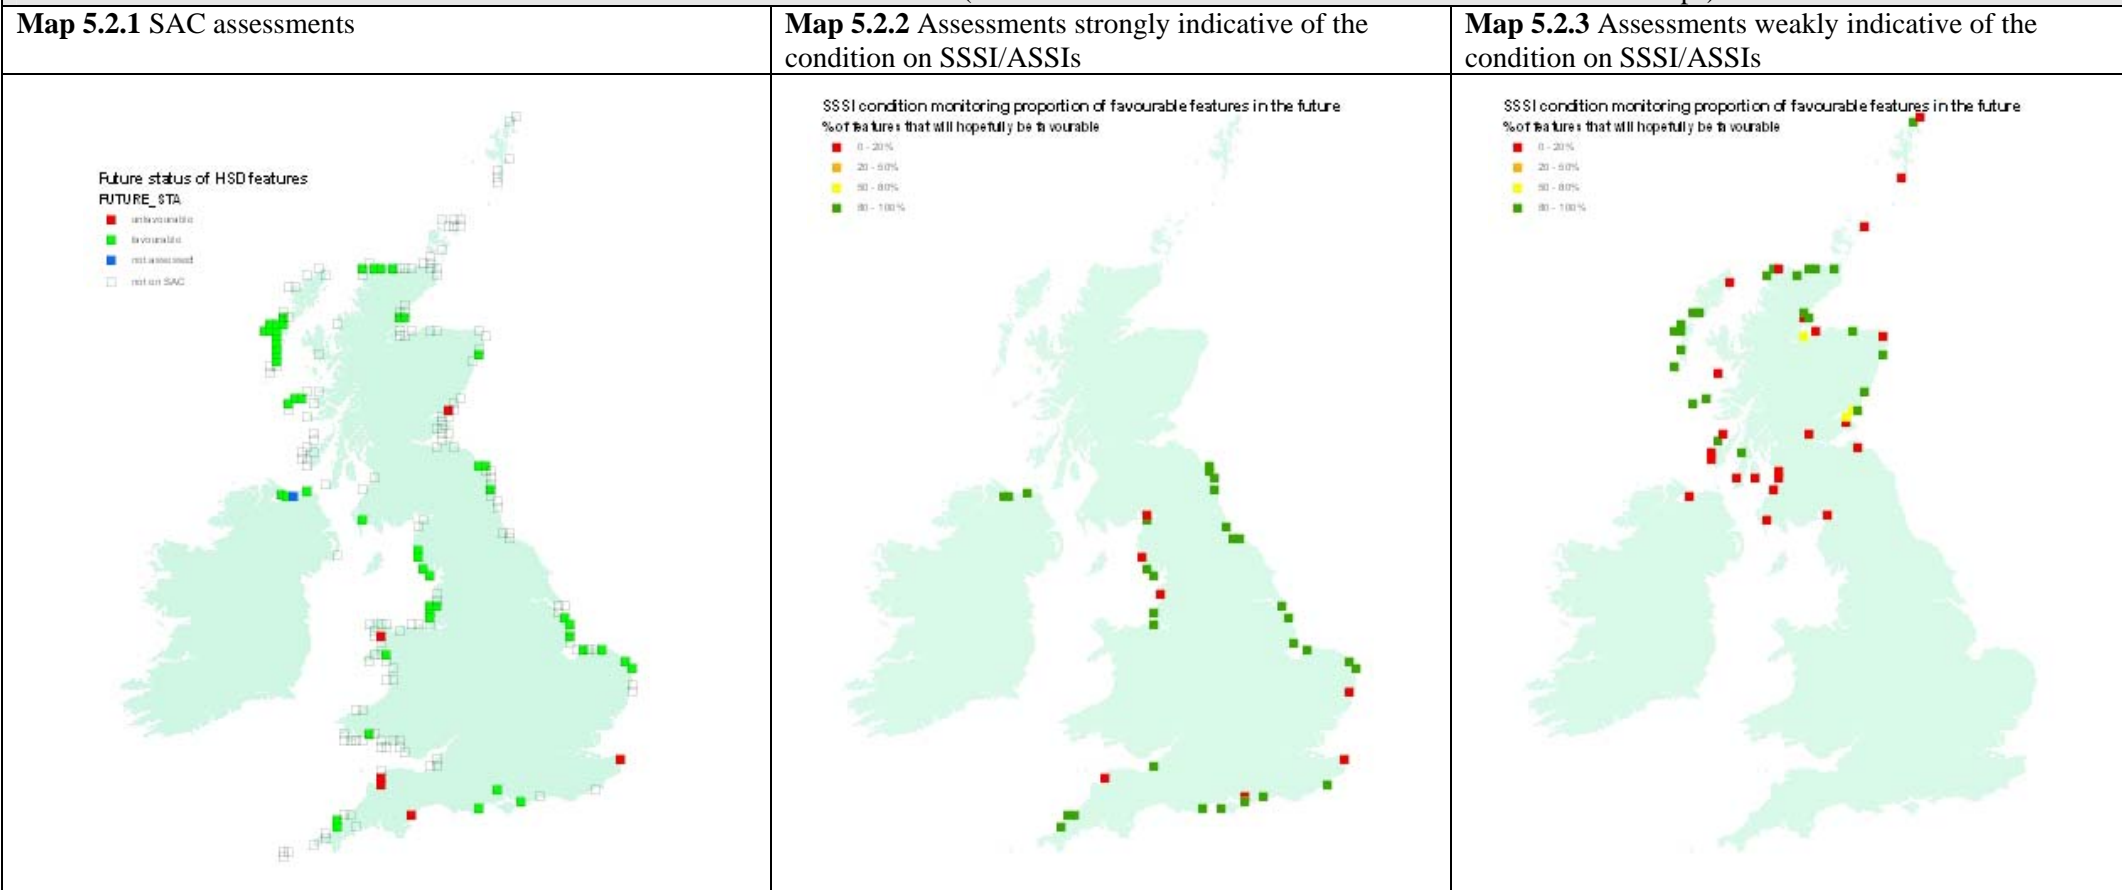 Map 5.2.1 SAC assessments
Map 5.2.2 Assessments strongly indicative of the
condition on SSSI/ASSIs
Map 5.2.3 Assessments weakly indicative of the
condition on SSSI/ASSIs
Future status of HSD features
FUTURE_STA
unfavourable
favourable
not assessed
not on SAC
SSSI condition monitoring proportion of favourable features in the future
% of features that will hopefully be favourable
0 - 20%
20 - 50%
50 - 80%
80 - 100%
SSSI condition monitoring proportion of favourable features in the future
% of features that will hopefully be favourable
0 - 20%
20 - 50%
50 - 80%
80 - 100%